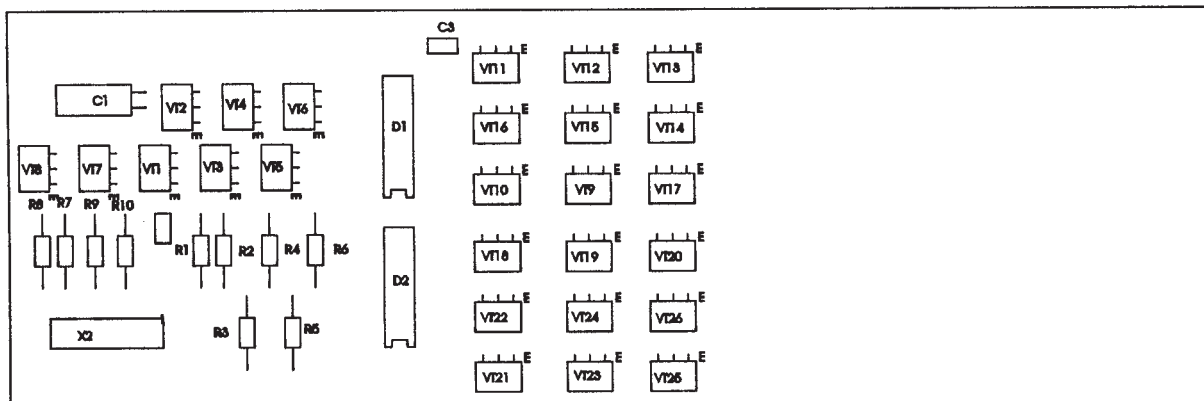 C3
E E E
VT11 VT12 VT13
C1 VT2 VT4 VT6
D1
VT16 VT15 VT14
E E E
E E E
VT8 VT7 VT1 VT3 VT5
E E E
VT10 VT9 VT17
E E E E E
R8 R7 R9 R10
R1 R2 R4 R6
E E E
VT18 VT19 VT20
D2
E E E
VT22 VT24 VT26
X2 R3 R5
E E E
VT21 VT23 VT25